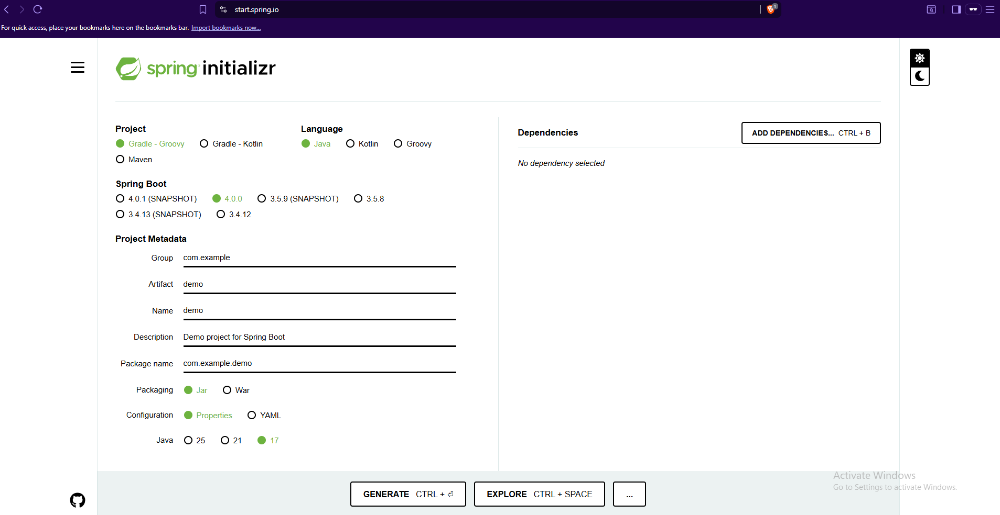 start.spring.io
1
For quick access, place your bookmarks here on the bookmarks bar. Import bookmarks now...
spring initializr
Project
Gradle - Groovy Gradle - Kotlin
Maven
Language
Java Kotlin Groovy
Spring Boot
4.0.1 (SNAPSHOT) 4.0.0 3.5.9 (SNAPSHOT) 3.5.8
3.4.13 (SNAPSHOT) 3.4.12
Project Metadata
Group com.example
Artifact demo
Name demo
Description Demo project for Spring Boot
Package name com.example.demo
Packaging Jar War
Configuration Properties YAML
Java 25 21 17
Dependencies ADD DEPENDENCIES... CTRL + B
No dependency selected
GENERATE CTRL + ⏎ EXPLORE CTRL + SPACE ...
Activate Windows
Go to Settings to activate Windows.